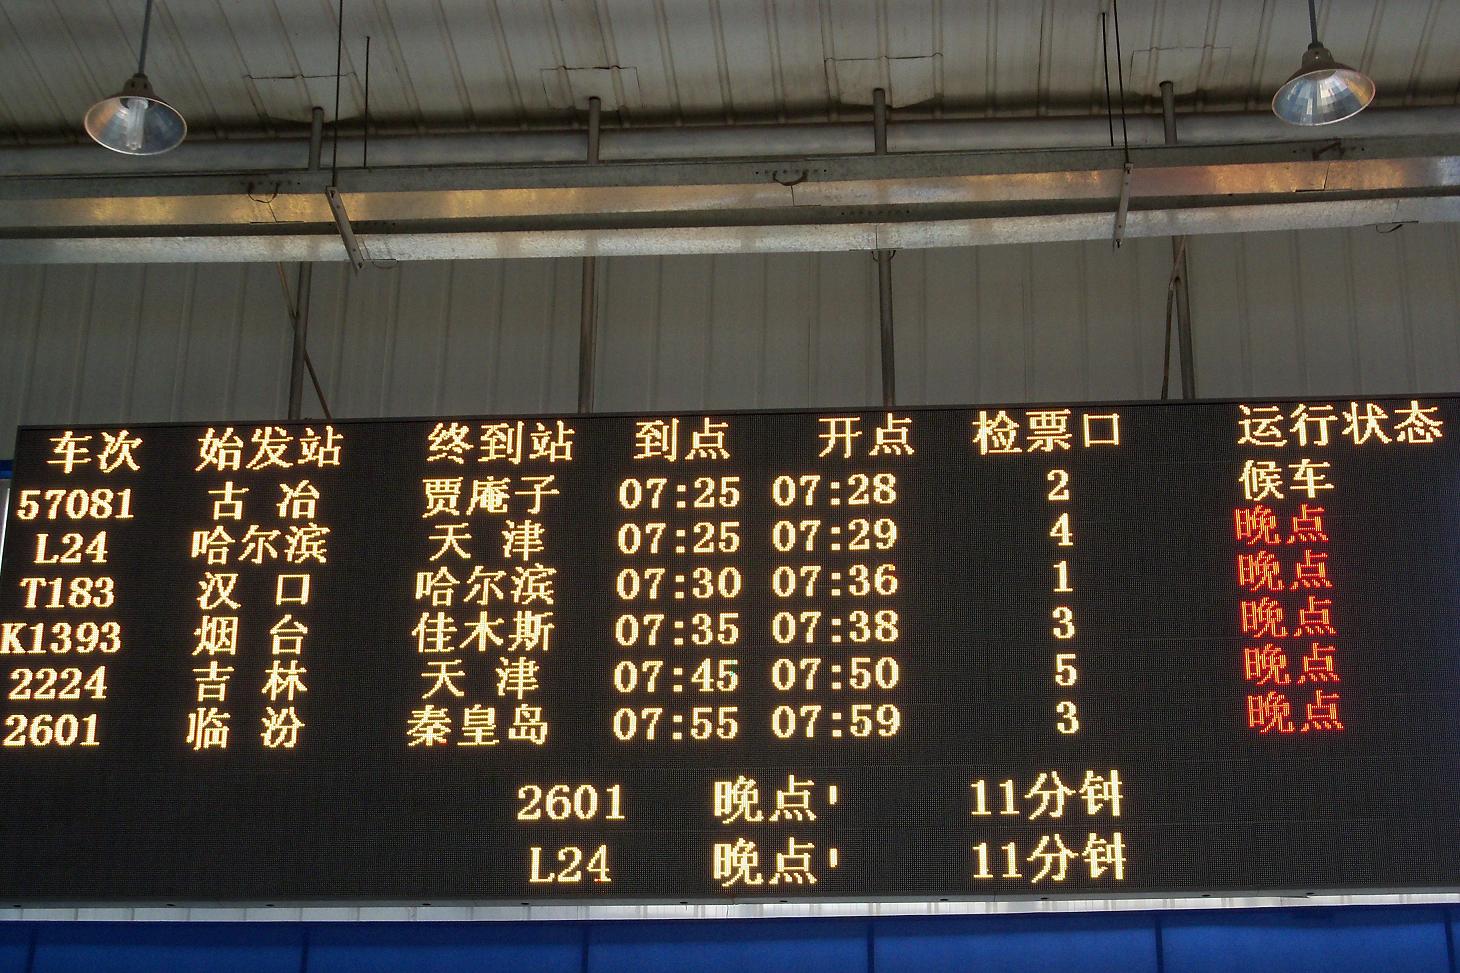 车次 始发站 终到站 到点 开点 检票口 运行状态
57081 古冶 贾庵子 07:25 07:28 2 候车
L24 哈尔滨 天津 07:25 07:29 4 晚点
T183 汉口 哈尔滨 07:30 07:36 1 晚点
K1393 烟台 佳木斯 07:35 07:38 3 晚点
2224 吉林 天津 07:45 07:50 5 晚点
2601 临汾 秦皇岛 07:55 07:59 3 晚点
2601 晚点 11分钟
L24 晚点 11分钟